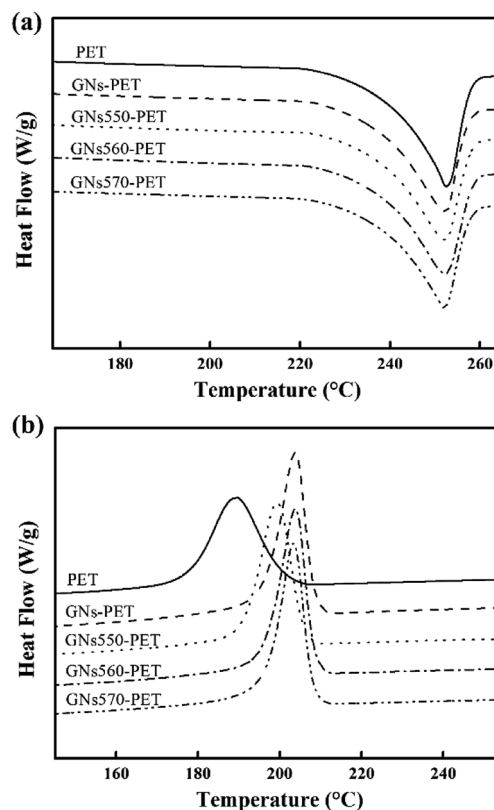 (a)
PET
GNs-PET
GNs550-PET
GNs560-PET
GNs570-PET
Heat Flow (W/g)
180 200 220 240 260
Temperature (°C)
(b)
PET
GNs-PET
GNs550-PET
GNs560-PET
GNs570-PET
Heat Flow (W/g)
160 180 200 220 240
Temperature (°C)